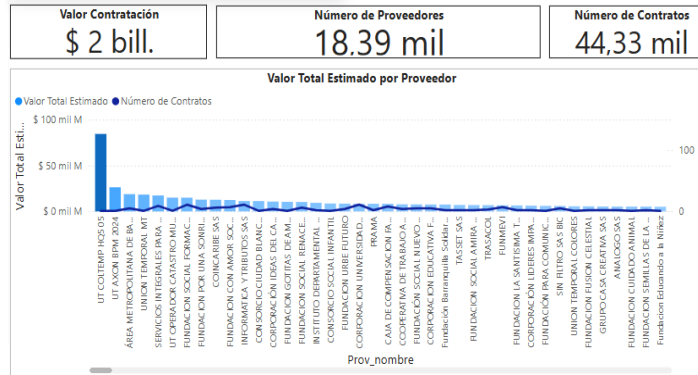 Valor Contratación
$ 2 bill.
Número de Proveedores
18,39 mil
Número de Contratos
44,33 mil
Valor Total Estimado por Proveedor
Valor Total Estimado
Número de Contratos
Valor Total Esti...
$ 100 mil M
$ 50 mil M
$ 0 mil M
100
0
UT COLTEMP HQS 05
UT AXON BPM 2024
ÁREA METROPOLITANA DE BA...
UNION TEMPORAL MT
SERVICIOS INTEGRALES PARA ...
UT OPERADOR CATASTRO MU...
FUNDACION SOCIAL FORMAC...
FUNDACION POR UNA SONRI...
COINCARIBE SAS
FUNDACION CON AMOR SOC...
INFORMATICA Y TRIBUTOS SA...
CONSORCIO CIUDAD BLANC...
CORPORACIÓN IDEAS DEL CA...
FUNDACION GOTITAS DE AM...
FUNDACION SOCIAL RENACE...
INSTITUTO DEPARTAMENTAL ...
CONSORCIO SOCIAL INFANTIL
FUNDACION URBE FUTURO
CORPORACION UNIVERSIDAD...
PRAMA
CAJA DE COMPENSACION FA...
COOPERATIVA DE TRABAJO A...
FUNDACIÓN SOCIAL NUEVO ...
CORPORACION EDUCATIVA F...
Fundación Barranquilla Solidar...
TASSET SAS
FUNDACION SOCIAL AMIRA...
TRASACOL
FUNMEVI
FUNDACION LA SANTISIMA T...
CORPORACION LIDERES IMPA...
FUNDACIÓN PARA COMUNIC...
SIN FILTRO SAS BIC
UNION TEMPORAL COLORES
FUNDACION FUSION CELESTIAL
GRUPO CASA CREATIVA SAS
ANALOGO SAS
FUNDACION CUIDADO ANIMAL
FUNDACION SEMILLAS DE LA ...
Fundacion Educando a la Niñez
Prov_nombre